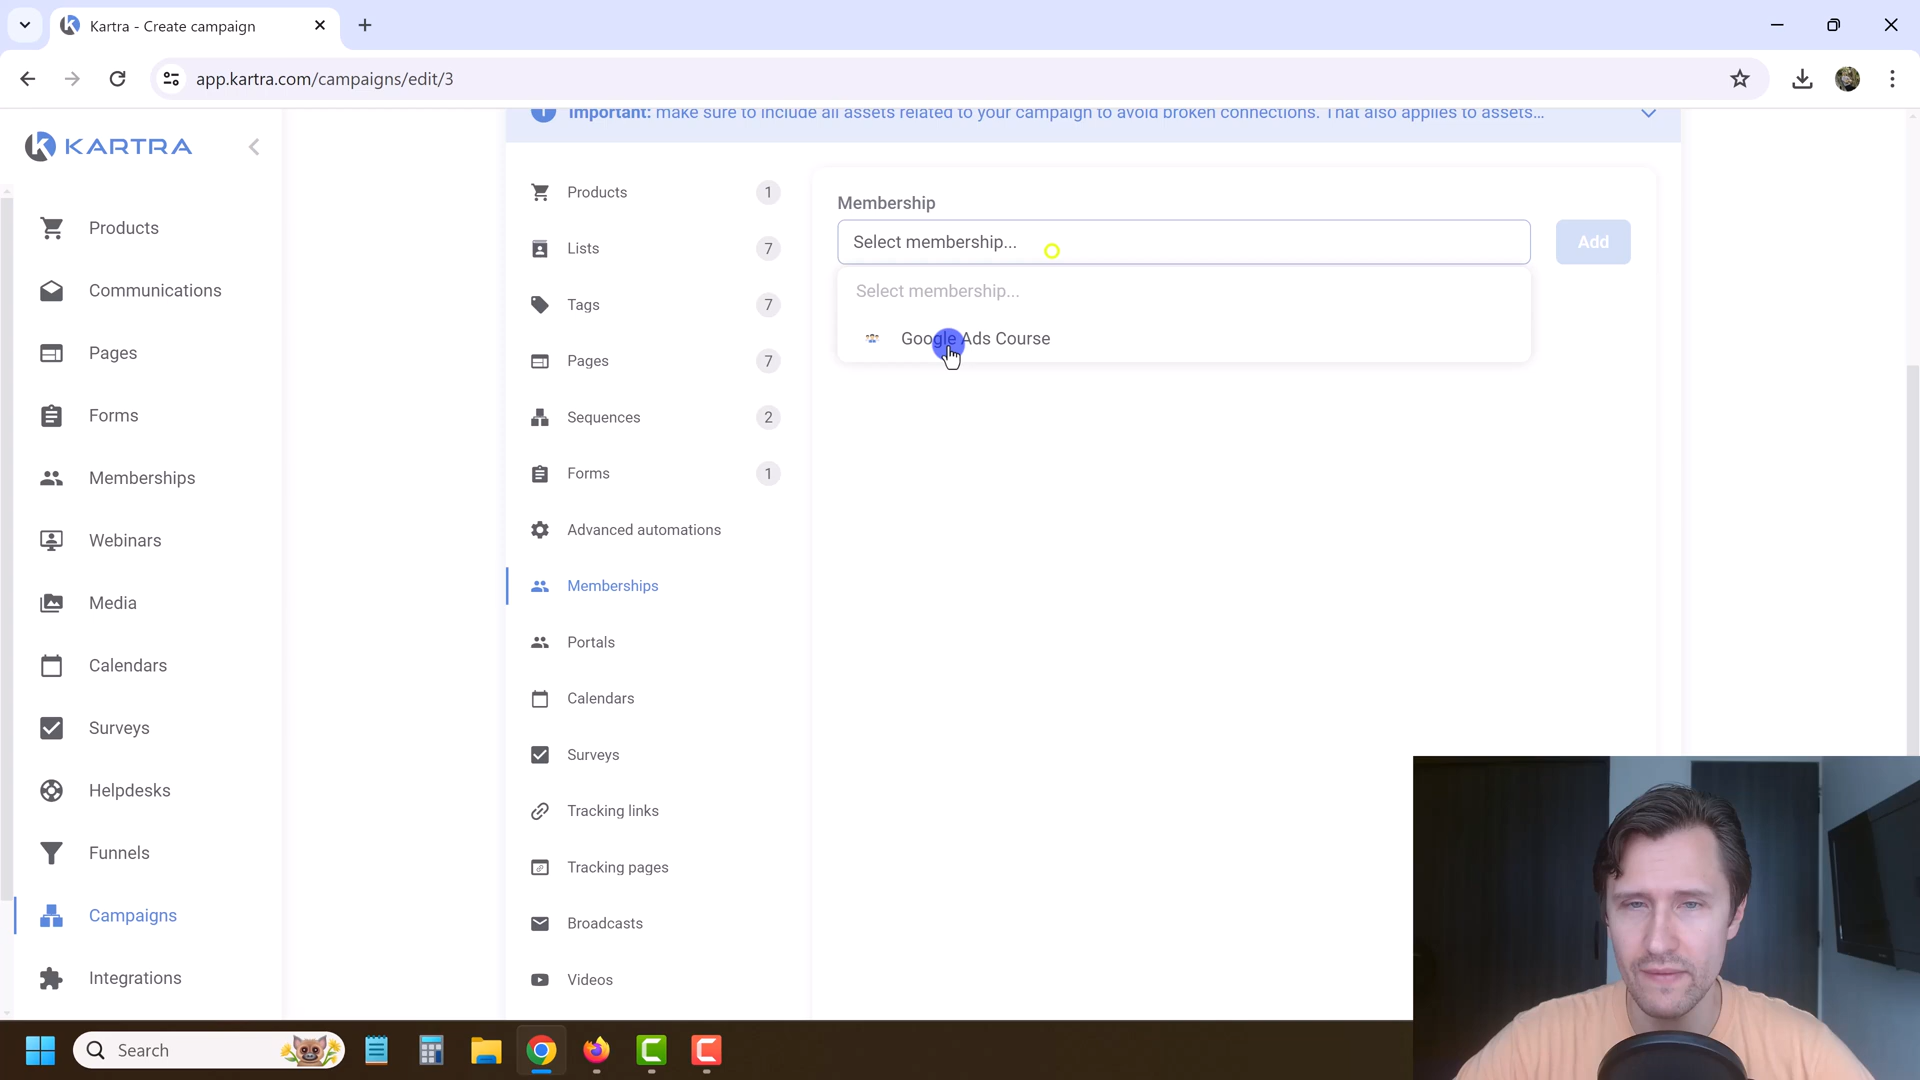 Kartra - Create campaign
app.kartra.com/campaigns/edit/3
KARTRA
Products
Communications
Pages
Forms
Memberships
Webinars
Media
Calendars
Surveys
Helpdesks
Funnels
Campaigns
Integrations
Important: make sure to include all assets related to your campaign to avoid broken connections. That also applies to assets...
Products 1
Lists 7
Tags 7
Pages 7
Sequences 2
Forms 1
Advanced automations
Memberships
Portals
Calendars
Surveys
Tracking links
Tracking pages
Broadcasts
Videos
Membership
Select membership...
Add
Select membership...
Google Ads Course
Search